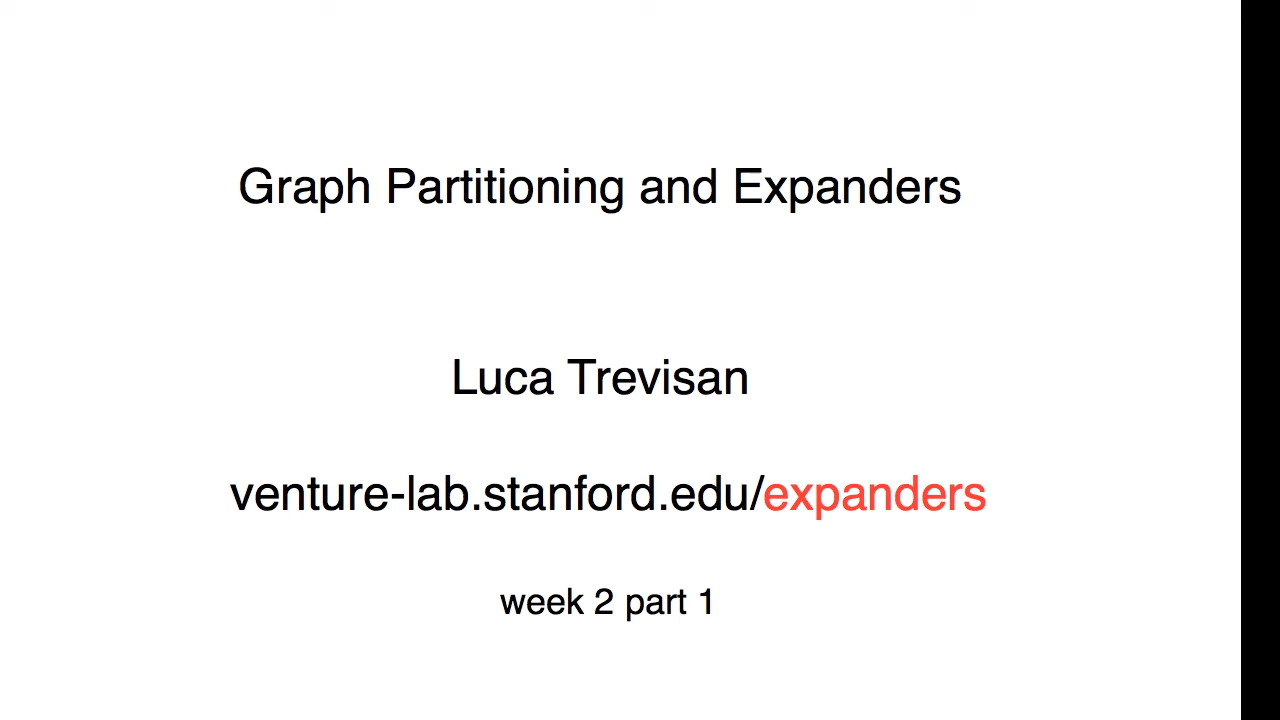 Graph Partitioning and Expanders
Luca Trevisan
venture-lab.stanford.edu/expanders
week 2 part 1